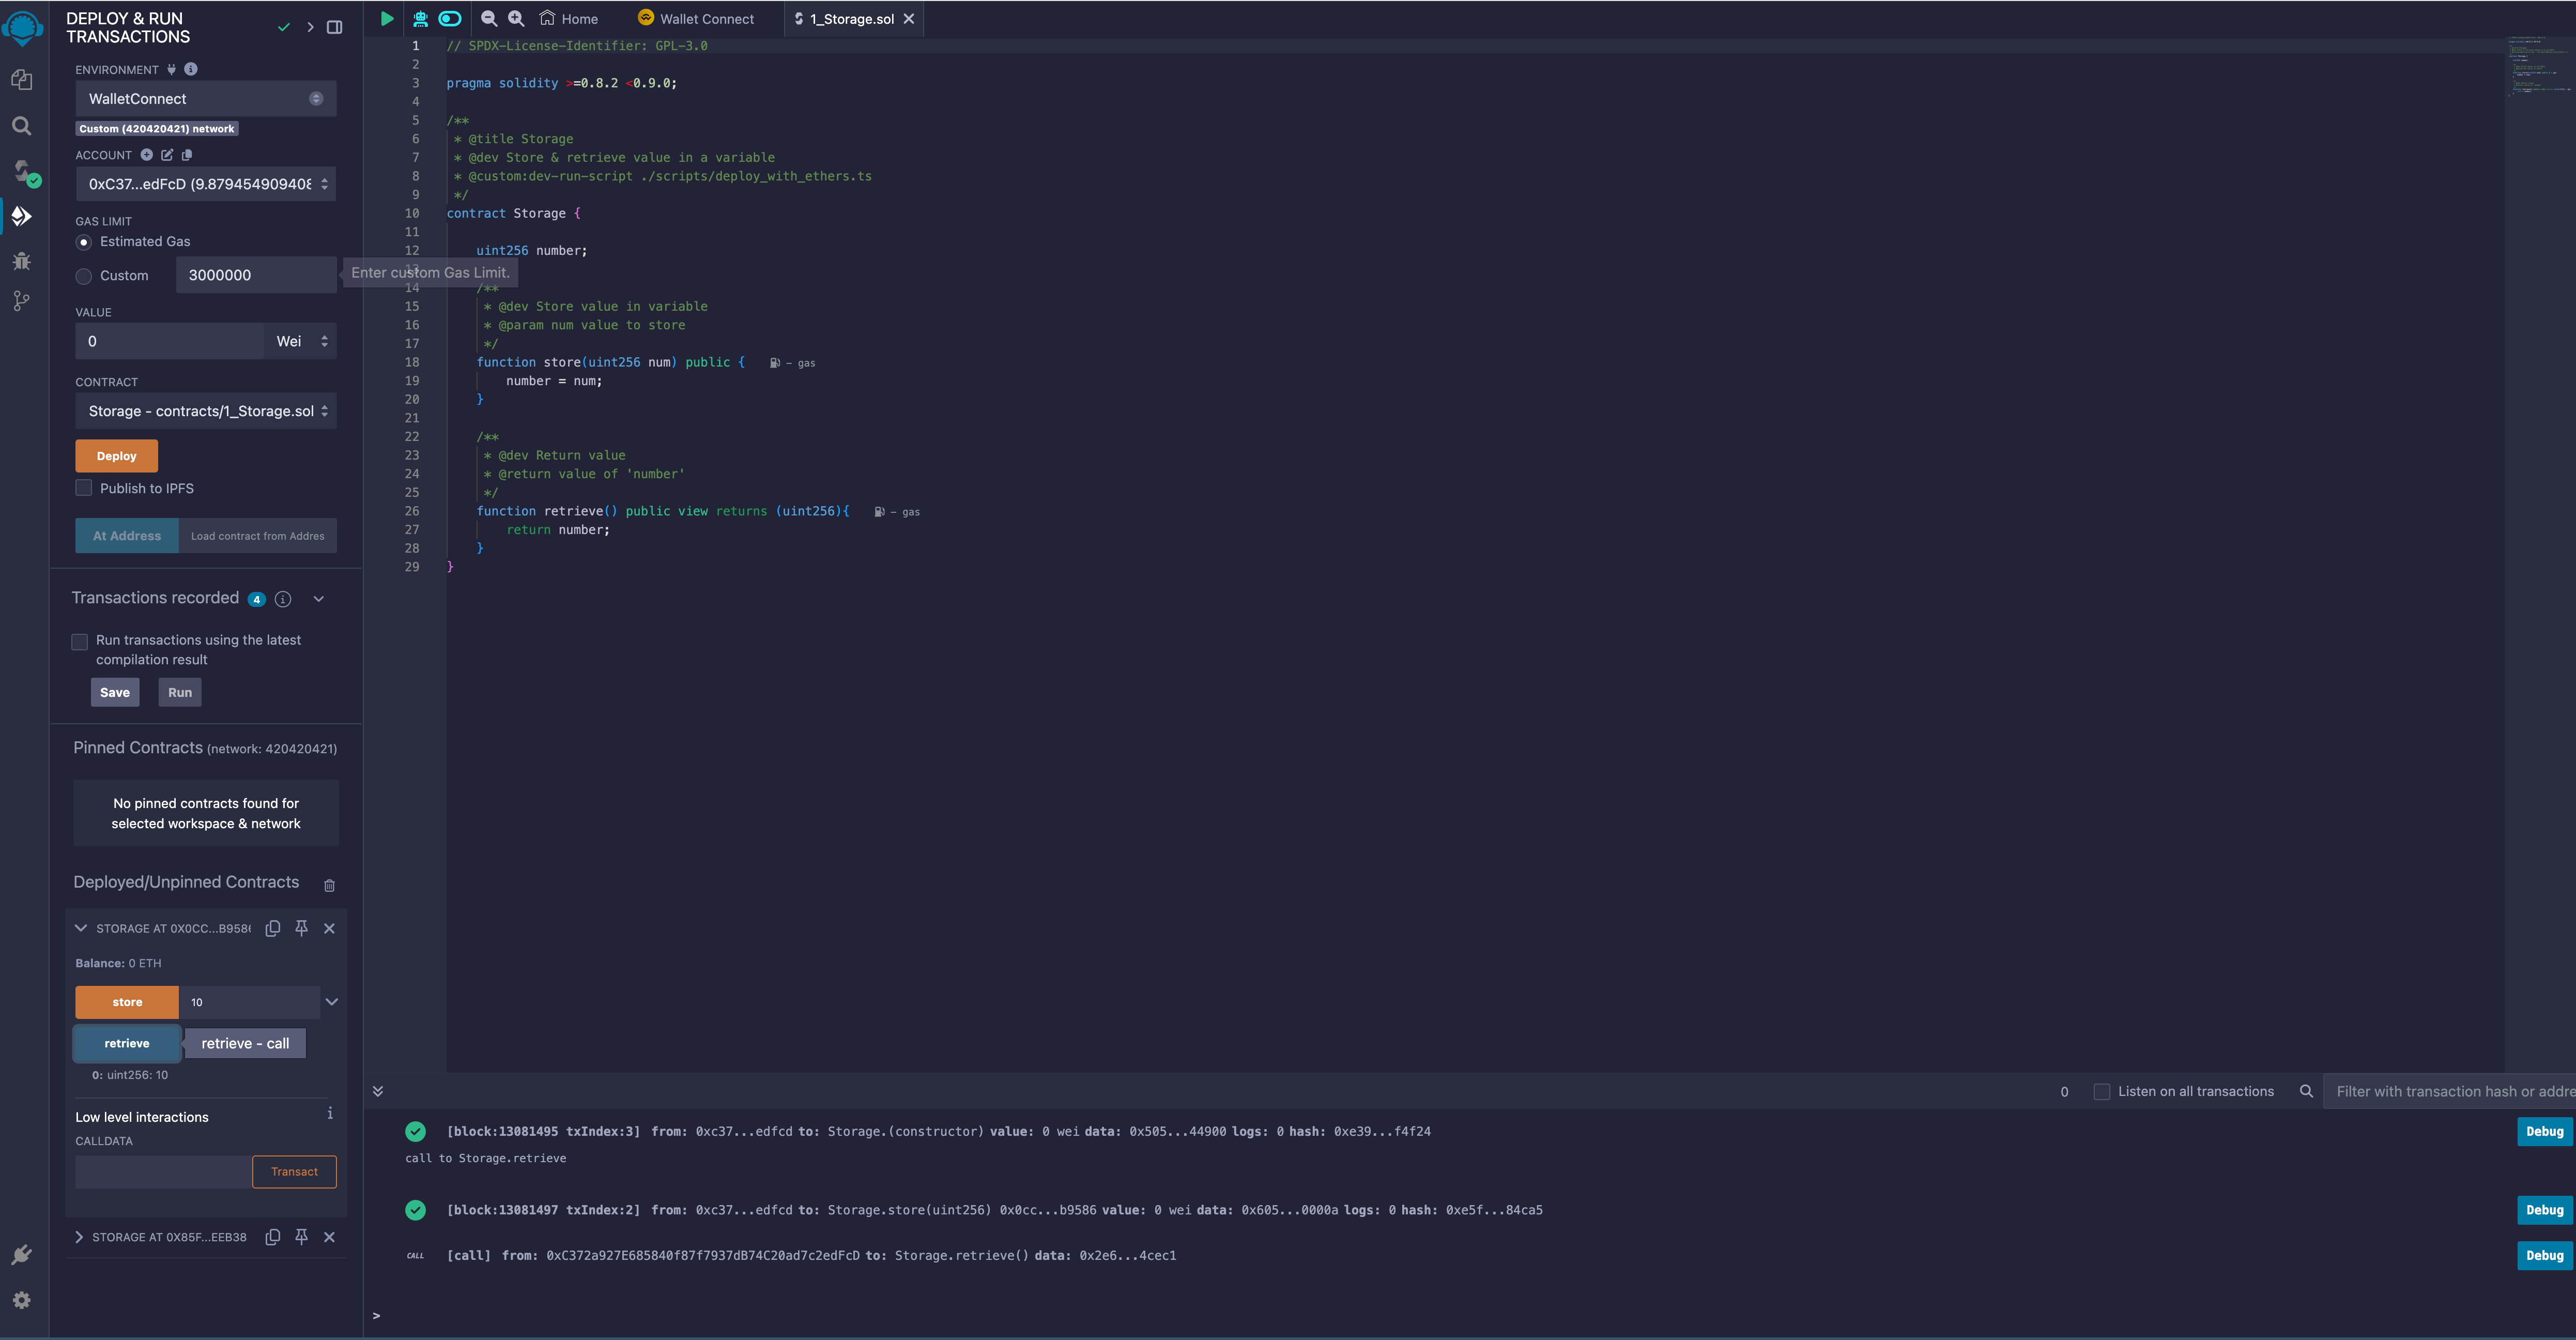 DEPLOY & RUN
TRANSACTIONS
ENVIRONMENT
WalletConnect
Custom (420420421) network
ACCOUNT
0xC37...edFcD (9.879454909408
GAS LIMIT
Estimated Gas
Custom
3000000
Enter custom Gas Limit.
VALUE
0
Wei
CONTRACT
Storage - contracts/1_Storage.sol
Deploy
Publish to IPFS
At Address
Load contract from Addres
Transactions recorded 4
Run transactions using the latest
compilation result
Save
Run
Pinned Contracts (network: 420420421)
No pinned contracts found for
selected workspace & network
Deployed/Unpinned Contracts
STORAGE AT 0X0CC...B958
Balance: 0 ETH
store
10
retrieve
retrieve - call
0: uint256: 10
Low level interactions
CALLDATA
Transact
STORAGE AT 0X85F...EEB38
Home
Wallet Connect
1_Storage.sol
1 // SPDX-License-Identifier: GPL-3.0
2
3 pragma solidity >=0.8.2 <0.9.0;
4
5 /**
6 * @title Storage
7 * @dev Store & retrieve value in a variable
8 * @custom:dev-run-script ./scripts/deploy_with_ethers.ts
9 */
10 contract Storage {
11
12 uint256 number;
13
14 /**
15 * @dev Store value in variable
16 * @param num value to store
17 */
18 function store(uint256 num) public { - gas
19 number = num;
20 }
21
22 /**
23 * @dev Return value
24 * @return value of 'number'
25 */
26 function retrieve() public view returns (uint256){ - gas
27 return number;
28 }
29 }
0
Listen on all transactions
Filter with transaction hash or addre
[block:13081495 txIndex:3] from: 0xc37...edfcd to: Storage.(constructor) value: 0 wei data: 0x505...44900 logs: 0 hash: 0xe39...f4f24
Debug
call to Storage.retrieve
[block:13081497 txIndex:2] from: 0xc37...edfcd to: Storage.store(uint256) 0x0cc...b9586 value: 0 wei data: 0x605...0000a logs: 0 hash: 0xe5f...84ca5
Debug
CALL [call] from: 0xC372a927E685840f87f7937dB74C20ad7c2edFcD to: Storage.retrieve() data: 0x2e6...4cec1
Debug
>